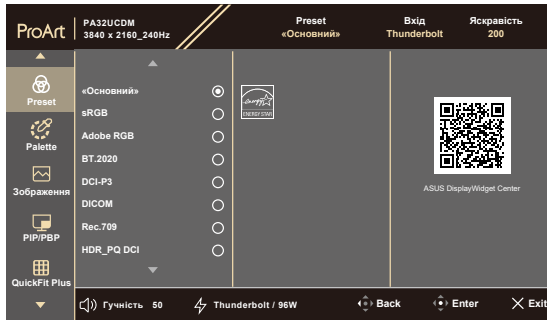 ProArt
PA32UCDM
3840 x 2160_240Hz
Preset
«Основний»
Вхід
Thunderbolt
Яскравість
200
Preset
Palette
Зображення
PIP/PBP
QuickFit Plus
«Основний»
sRGB
Adobe RGB
BT.2020
DCI-P3
DICOM
Rec.709
HDR_PQ DCI
energy
ENERGY STAR
ASUS DisplayWidget Center
Гучність 50
Thunderbolt / 96W
Back
Enter
Exit